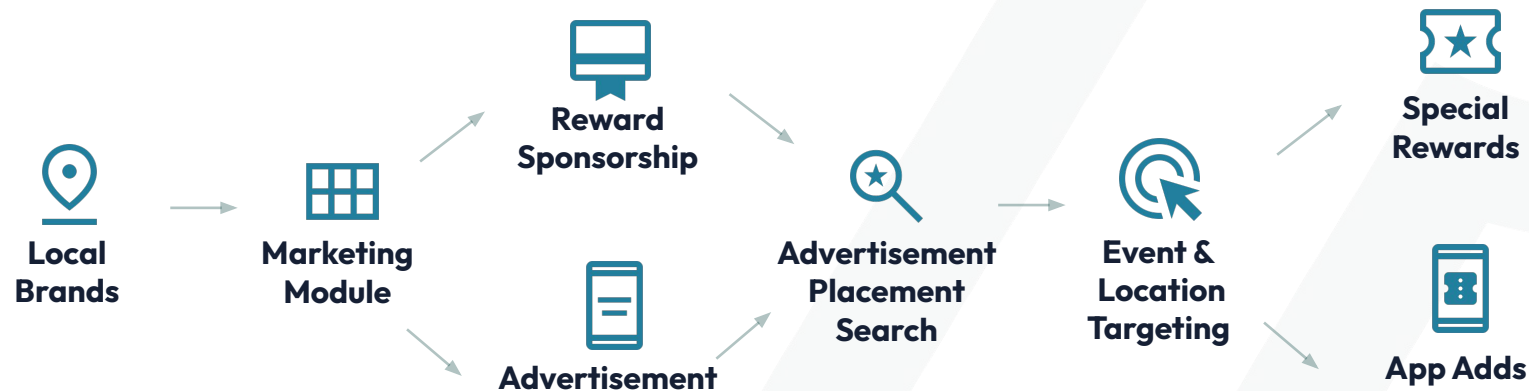 Local
Brands
Marketing
Module
Reward
Sponsorship
Advertisement
Advertisement
Placement
Search
Event &
Location
Targeting
Special
Rewards
App Adds